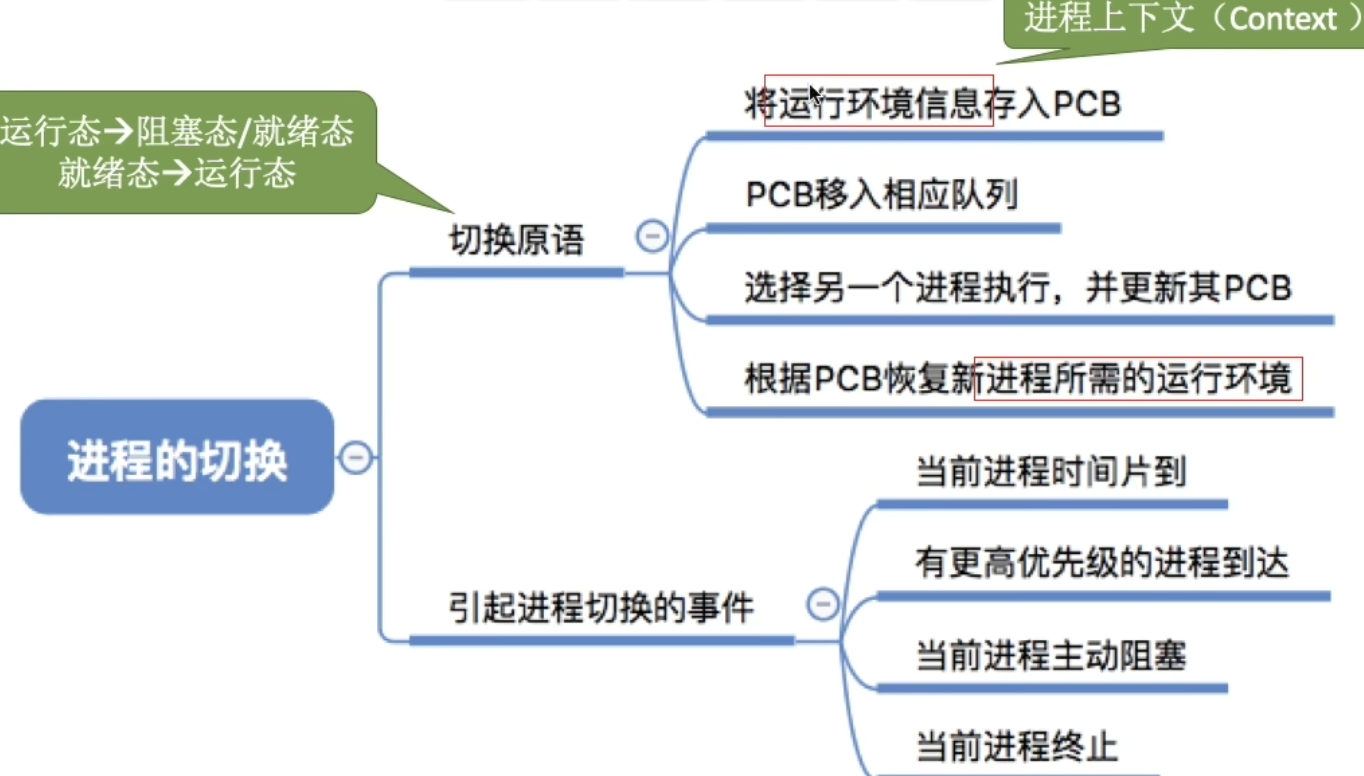 进程上下文（Context ）
将运行环境信息存入PCB
运行态→阻塞态/就绪态
就绪态→运行态
PCB移入相应队列
切换原语
选择另一个进程执行，并更新其PCB
根据PCB恢复新进程所需的运行环境
进程的切换
当前进程时间片到
有更高优先级的进程到达
引起进程切换的事件
当前进程主动阻塞
当前进程终止